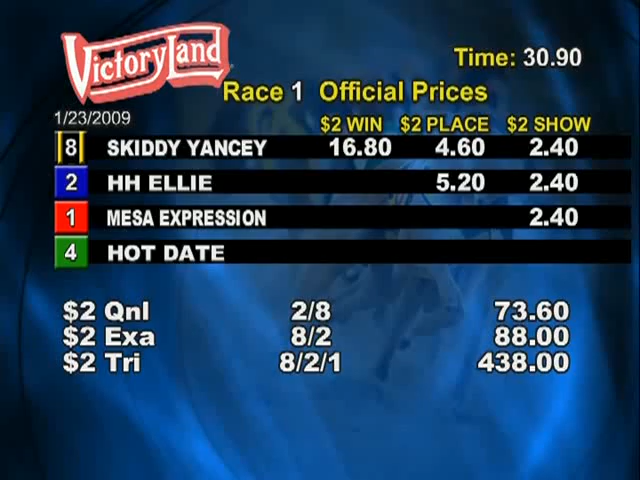 VictoryLand
Time: 30.90
Race 1 Official Prices
1/23/2009
$2 WIN $2 PLACE $2 SHOW
8 SKIDDY YANCEY 16.80 4.60 2.40
2 HH ELLIE 5.20 2.40
1 MESA EXPRESSION 2.40
4 HOT DATE
$2 Qnl 2/8 73.60
$2 Exa 8/2 88.00
$2 Tri 8/2/1 438.00